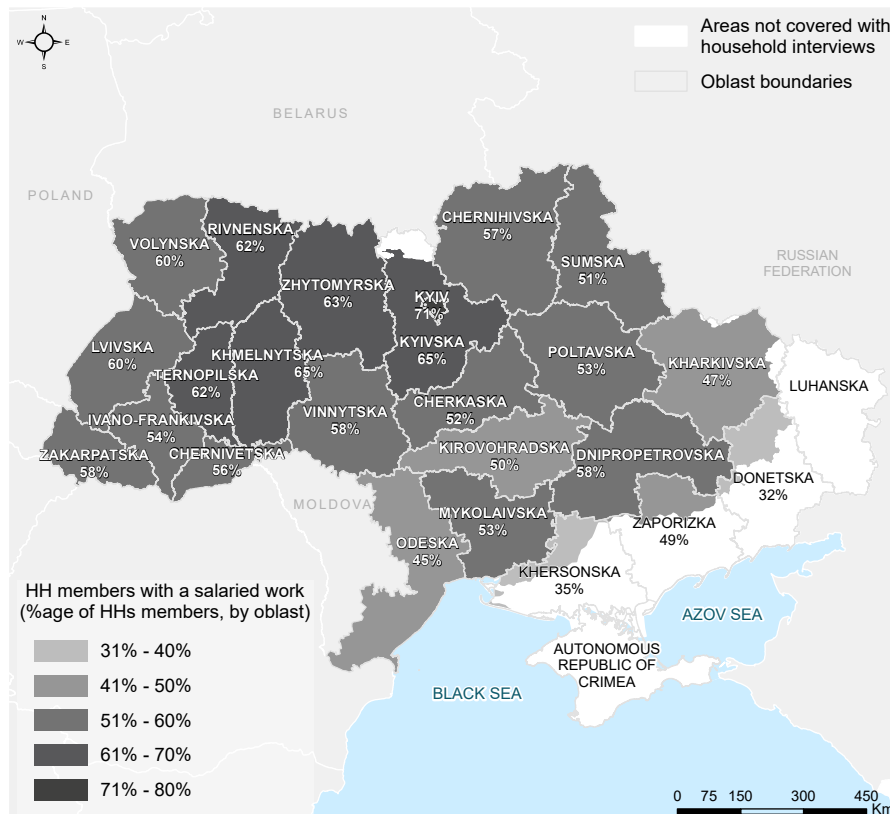 N
W
E
S
Areas not covered with
household interviews
Oblast boundaries
BELARUS
POLAND
RUSSIAN
FEDERATION
CHERNIHIVSKA
57%
RIVNENSKA
62%
VOLYNSKA
60%
SUMSKA
51%
ZHYTOMYRSKA
63%
KYIV
71%
KYIVSKA
65%
LVIVSKA
60%
KHMELNYTSKA
65%
TERNOPILSKA
62%
POLTAVSKA
53%
KHARKIVSKA
47%
LUHANSKA
IVANO-FRANKIVSKA
54%
VINNYTSKA
58%
CHERKASKA
52%
ZAKARPATSKA
58%
CHERNIVETSKA
56%
KIROVOHRADSKA
50%
DNIPROPETROVSKA
58%
DONETSKA
32%
MOLDOVA
MYKOLAIVSKA
53%
ZAPORIZKA
49%
ODESKA
45%
KHERSONSKA
35%
AZOV SEA
AUTONOMOUS
REPUBLIC OF
CRIMEA
BLACK SEA
HH members with a salaried work
(%age of HHs members, by oblast)
31% - 40%
41% - 50%
51% - 60%
61% - 70%
71% - 80%
0 75 150 300 450
Km